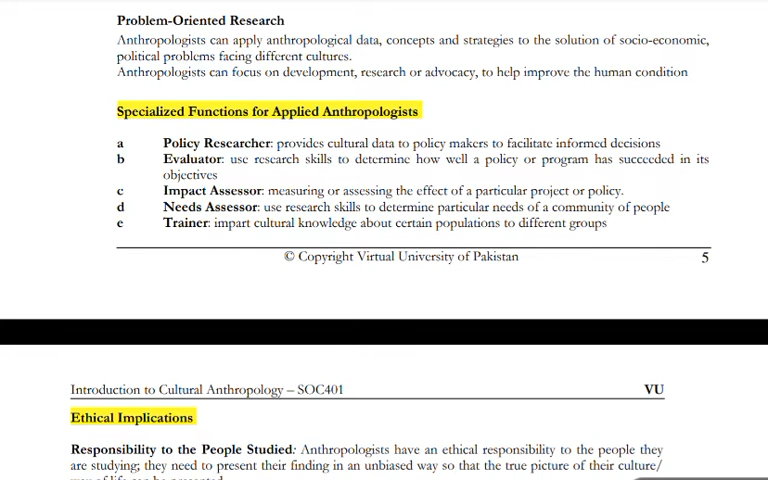 Problem-Oriented Research
Anthropologists can apply anthropological data, concepts and strategies to the solution of socio-economic,
political problems facing different cultures.
Anthropologists can focus on development, research or advocacy, to help improve the human condition
Specialized Functions for Applied Anthropologists
a Policy Researcher: provides cultural data to policy makers to facilitate informed decisions
b Evaluator: use research skills to determine how well a policy or program has succeeded in its
objectives
c Impact Assessor: measuring or assessing the effect of a particular project or policy.
d Needs Assessor: use research skills to determine particular needs of a community of people
e Trainer: impart cultural knowledge about certain populations to different groups
© Copyright Virtual University of Pakistan 5
Introduction to Cultural Anthropology – SOC401 VU
Ethical Implications
Responsibility to the People Studied: Anthropologists have an ethical responsibility to the people they
are studying; they need to present their finding in an unbiased way so that the true picture of their culture/